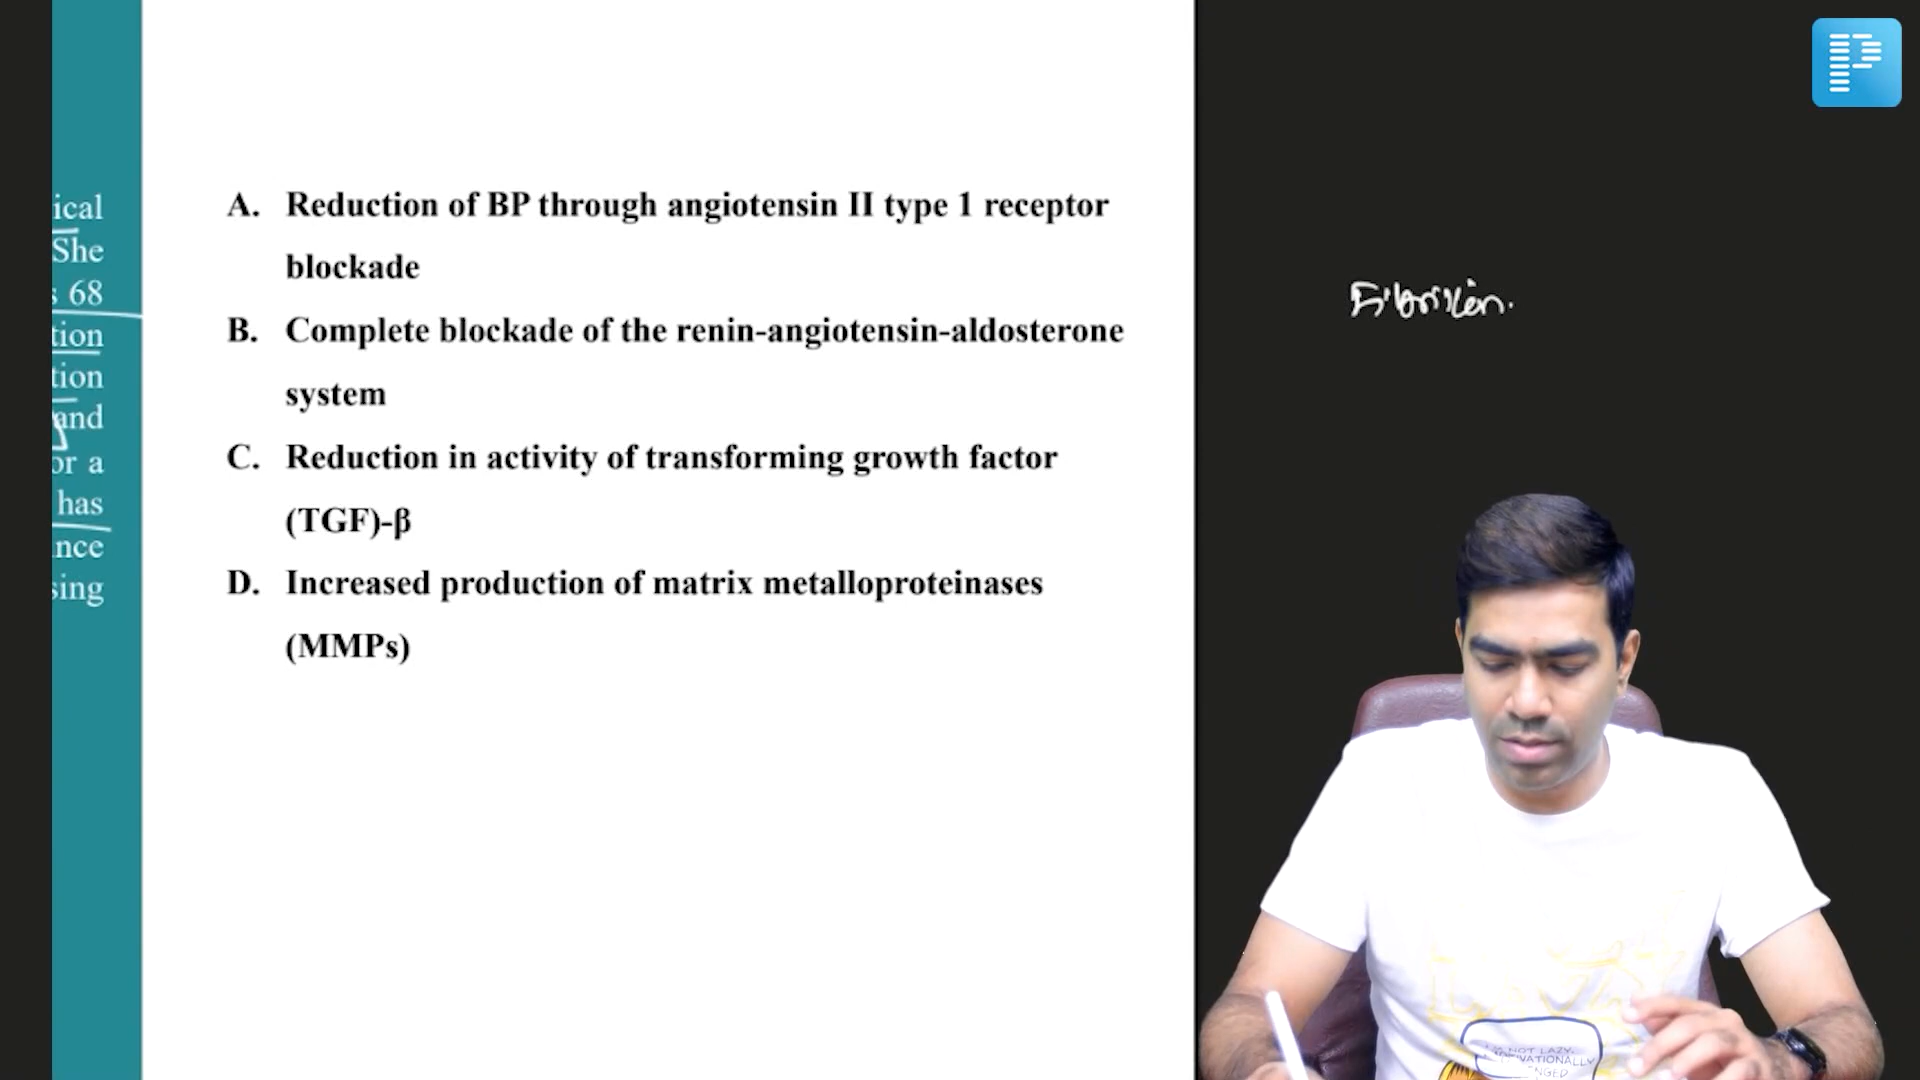 ical
She
68
tion
tion
and
or a
has
nce
sing
A. Reduction of BP through angiotensin II type 1 receptor
blockade
B. Complete blockade of the renin-angiotensin-aldosterone
system
C. Reduction in activity of transforming growth factor
(TGF)-β
D. Increased production of matrix metalloproteinases
(MMPs)
NOT LAZY,